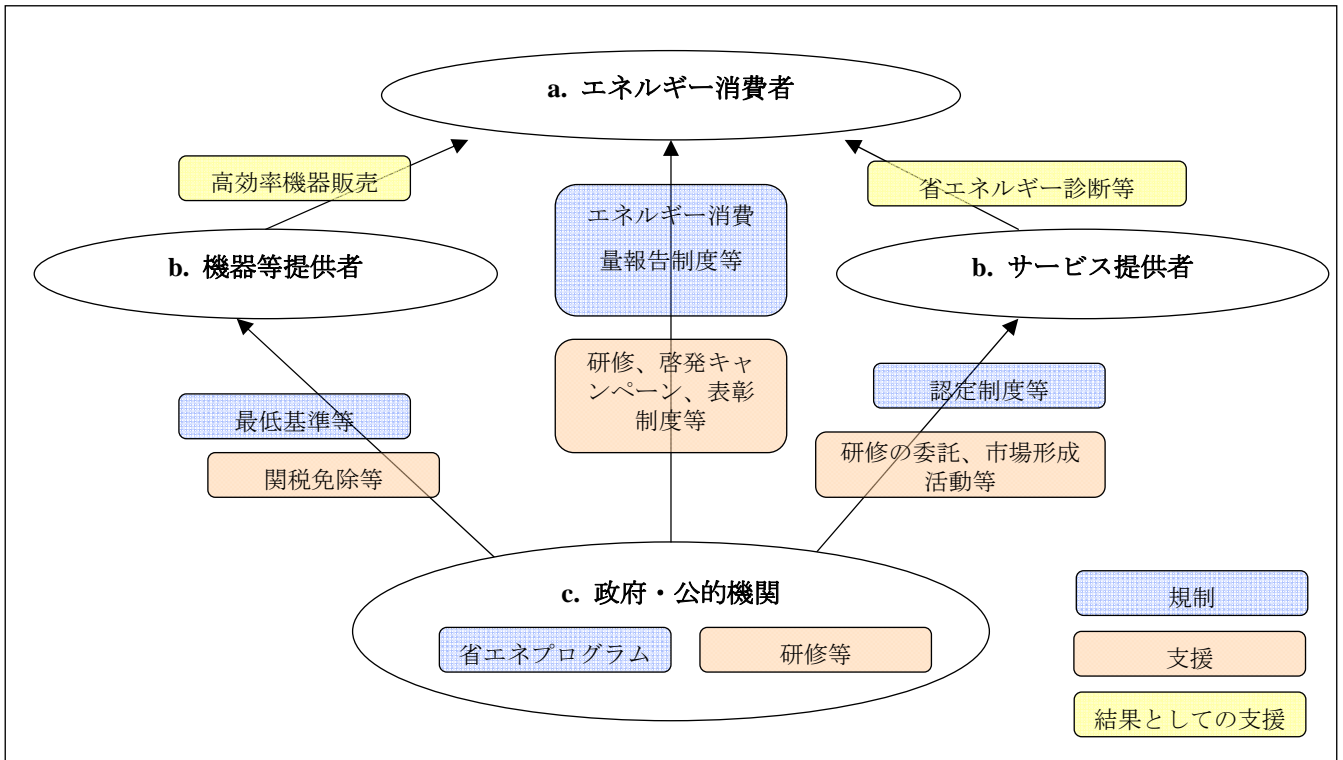 a. エネルギー消費者
高効率機器販売
省エネルギー診断等
エネルギー消費
量報告制度等
b. 機器等提供者
b. サービス提供者
研修、啓発キャ
ンペーン、表彰
制度等
最低基準等
認定制度等
関税免除等
研修の委託、市場形成
活動等
c. 政府・公的機関
省エネプログラム
研修等
規制
支援
結果としての支援